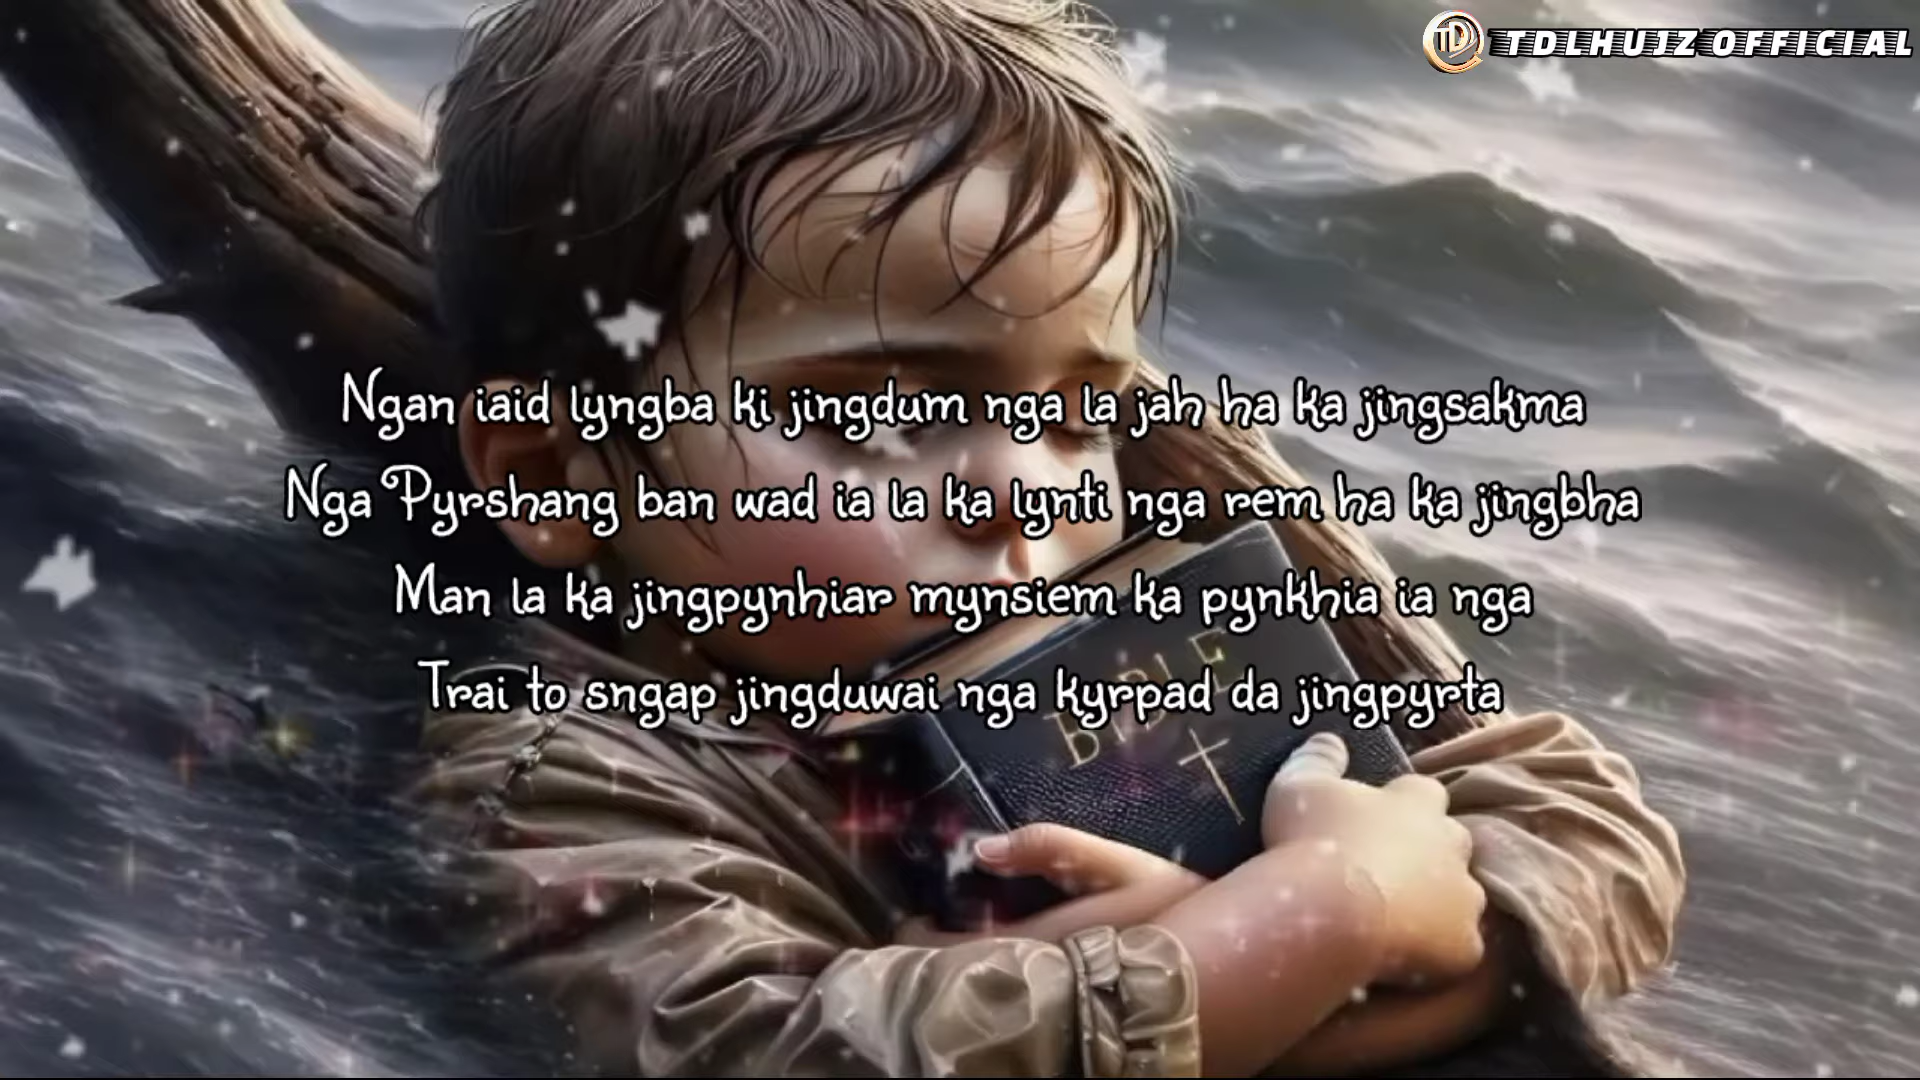 TDLHUJZ OFFICIAL
Ngan iaid lyngba ki jingdum nga la jah ha ka jingsakma
Nga Pyrshang ban wad ia la ka lynti nga rem ha ka jingbha
Man la ka jingpynhiar mynsiem ka pynkhia ia nga
Trai to sngap jingduwai nga kyrpad da jingpyrta
BIBLE
BIBLE